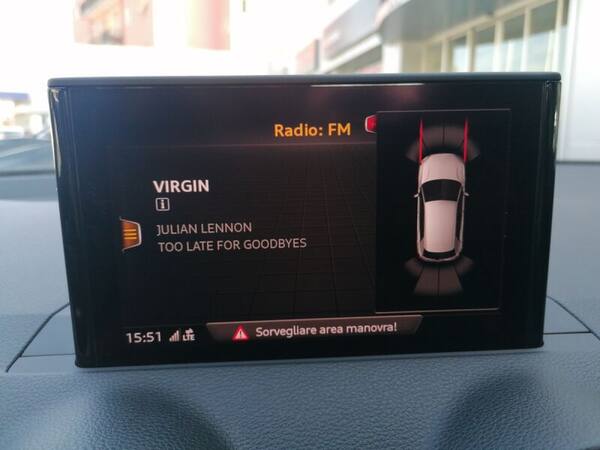 Radio: FM
VIRGIN
i
JULIAN LENNON
TOO LATE FOR GOODBYES
15:51 LTE
Sorvegliare area manovra!